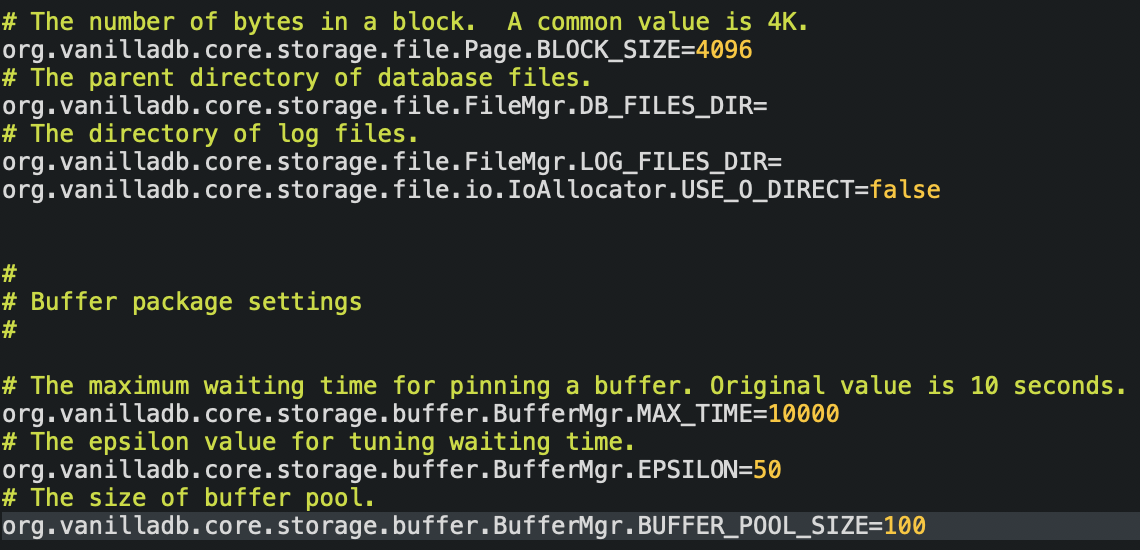 # The number of bytes in a block.  A common value is 4K.
org.vanilladb.core.storage.file.Page.BLOCK_SIZE=4096
# The parent directory of database files.
org.vanilladb.core.storage.file.FileMgr.DB_FILES_DIR=
# The directory of log files.
org.vanilladb.core.storage.file.FileMgr.LOG_FILES_DIR=
org.vanilladb.core.storage.file.io.IoAllocator.USE_O_DIRECT=false
#
# Buffer package settings
#
# The maximum waiting time for pinning a buffer. Original value is 10 seconds.
org.vanilladb.core.storage.buffer.BufferMgr.MAX_TIME=10000
# The epsilon value for tuning waiting time.
org.vanilladb.core.storage.buffer.BufferMgr.EPSILON=50
# The size of buffer pool.
org.vanilladb.core.storage.buffer.BufferMgr.BUFFER_POOL_SIZE=100